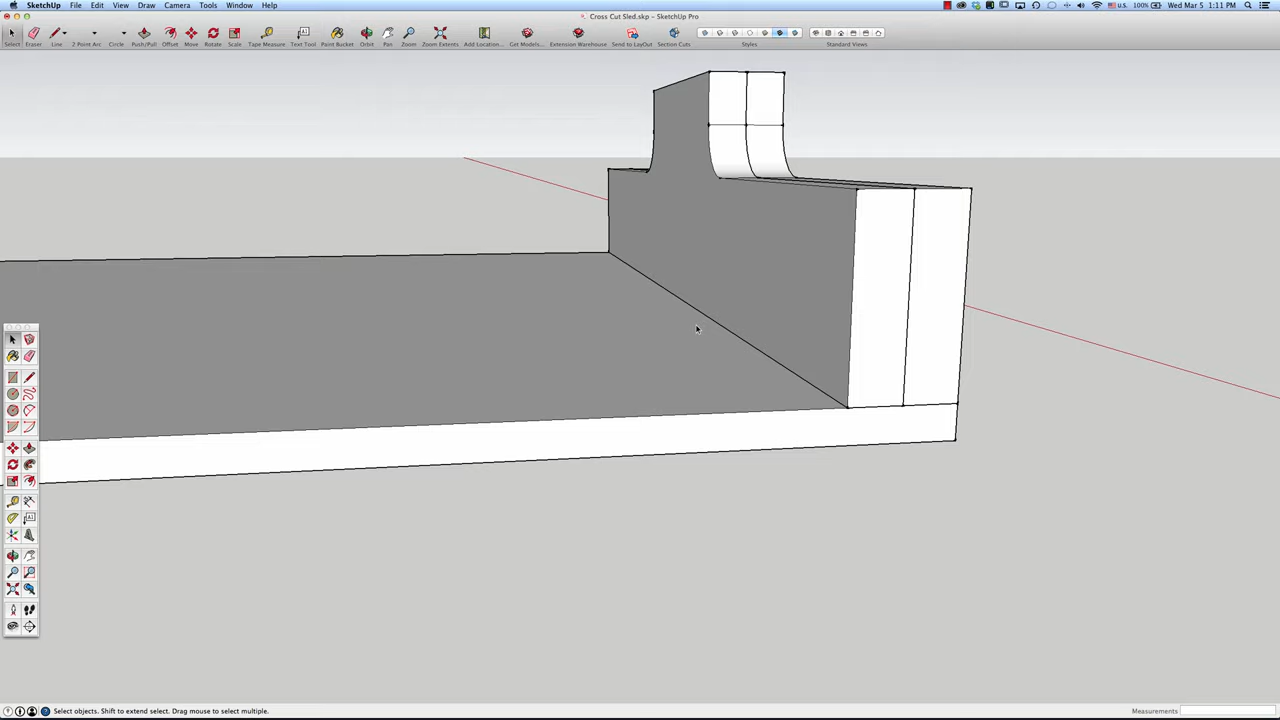 SketchUp File Edit View Draw Camera Tools Window Help
U.S. 100% Wed Mar 5 1:11 PM
Cross Cut Sled.skp – SketchUp Pro
Select Eraser Line 2 Point Arc Circle Push/Pull Offset Move Rotate Scale Tape Measure Text Tool Paint Bucket Orbit Pan Zoom Zoom Extents Add Location... Get Models... Extension Warehouse Send to LayOut Section Cuts Styles Standard Views
Select objects. Shift to extend select. Drag mouse to select multiple.
Measurements